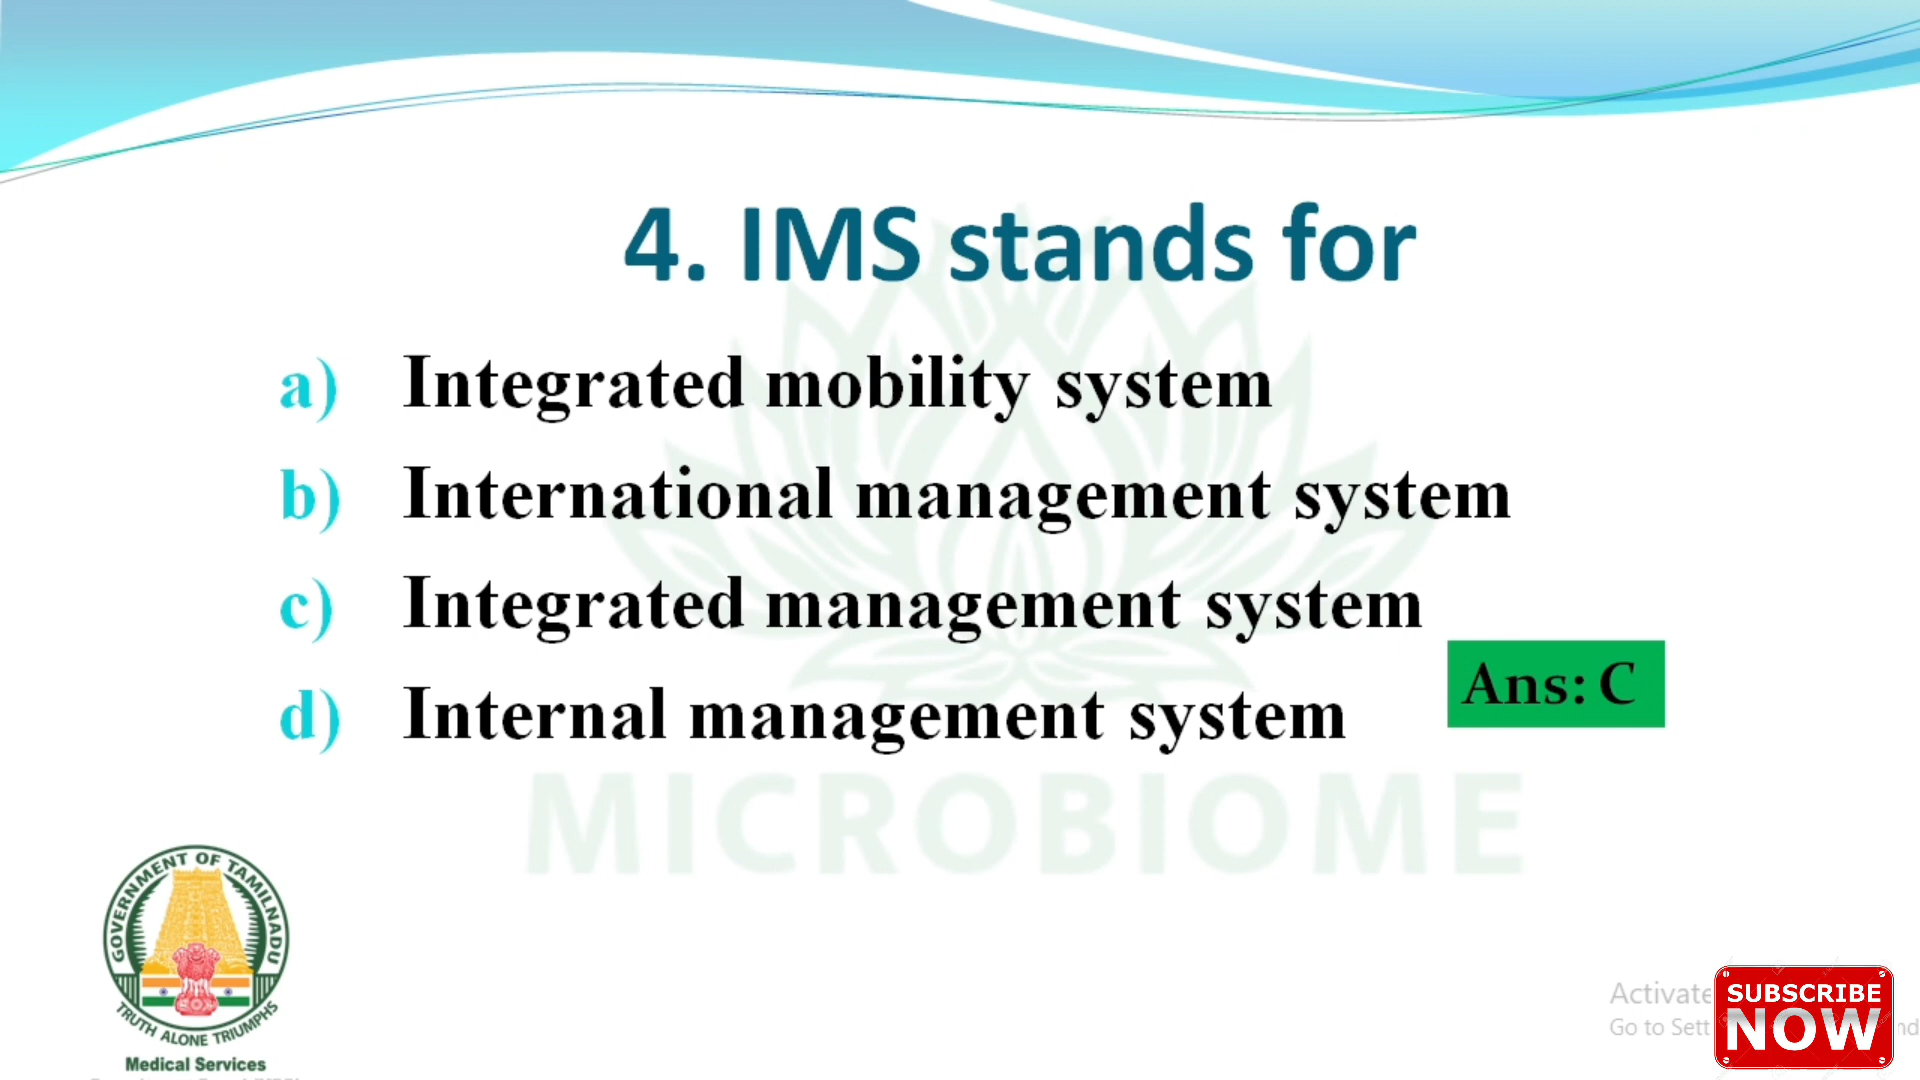 4. IMS stands for
a) Integrated mobility system
b) International management system
c) Integrated management system
Ans: C
d) Internal management system
MICROBIOME
GOVERNMENT OF TAMILNADU
TRUTH ALONE TRIUMPHS
Medical Services
Activate
Go to Sett
SUBSCRIBE
NOW